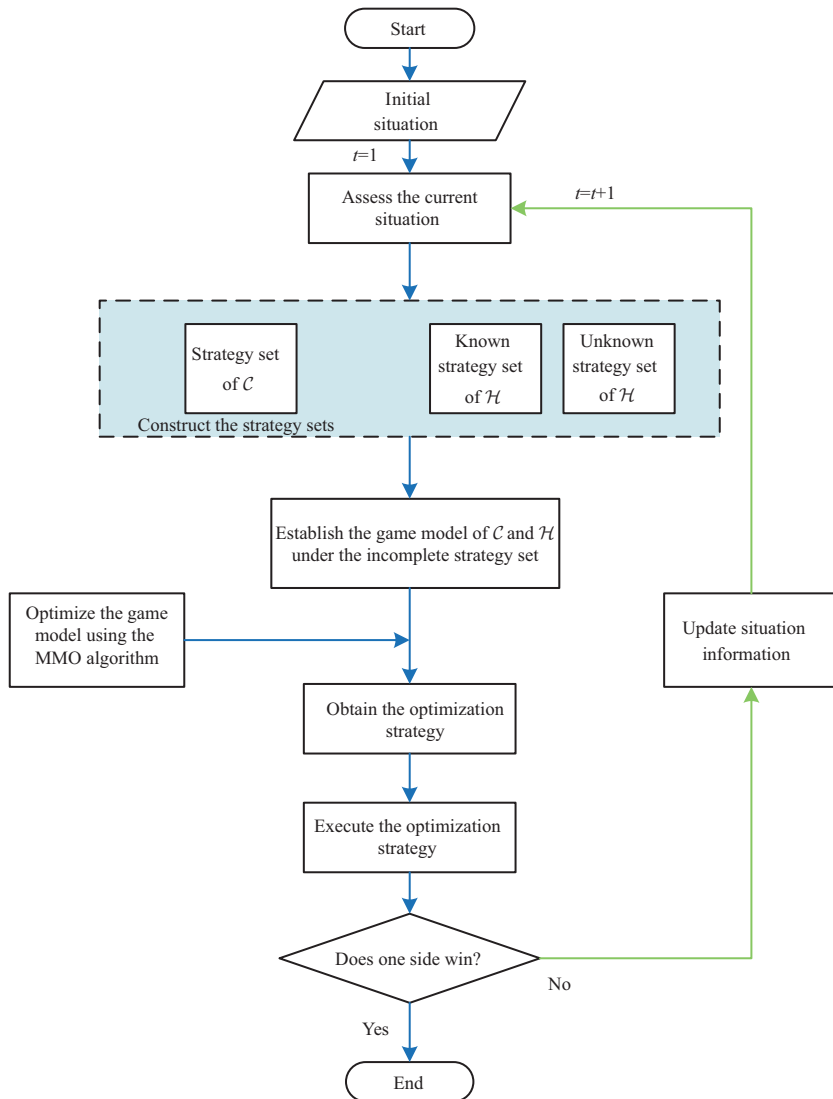 Start
Initial
situation
t=1
Assess the current
situation
t=t+1
Strategy set
of 𝒞
Known
strategy set
of ℋ
Unknown
strategy set
of ℋ
Construct the strategy sets
Establish the game model of 𝒞 and ℋ
under the incomplete strategy set
Optimize the game
model using the
MMO algorithm
Update situation
information
Obtain the optimization
strategy
Execute the optimization
strategy
Does one side win?
No
Yes
End